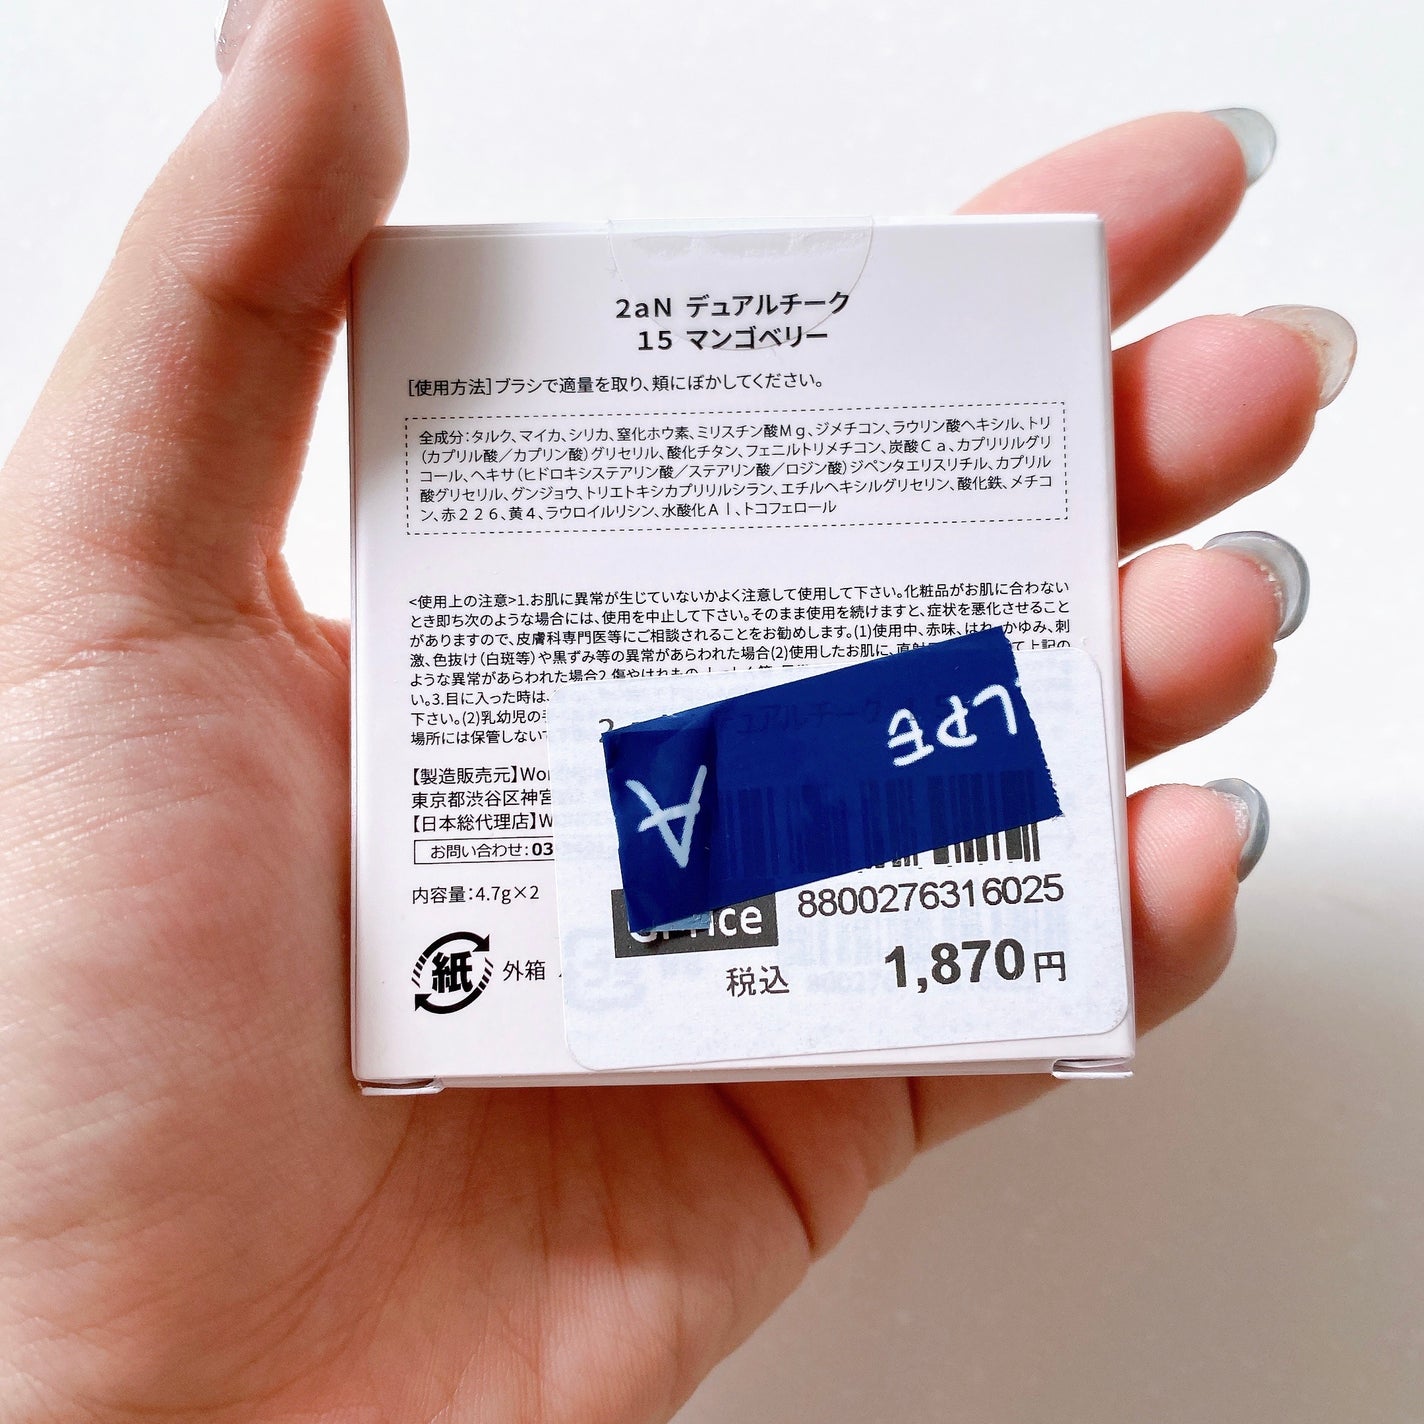 2aN デュアルチーク
15 マンゴベリー
[使用方法]ブラシで適量を取り、頬にぼかしてください。
全成分：タルク、マイカ、シリカ、窒化ホウ素、ミリスチン酸Ｍｇ、ジメチコン、ラウリン酸ヘキシル、トリ
（カプリル酸／カプリン酸）グリセリル、酸化チタン、フェニルトリメチコン、炭酸Ｃａ、カプリリルグリ
コール、ヘキサ（ヒドロキシステアリン酸／ステアリン酸／ロジン酸）ジペンタエリスリチル、カプリル
酸グリセリル、グンジョウ、トリエトキシカプリリルシラン、エチルヘキシルグリセリン、酸化鉄、メチコ
ン、赤２２６、黄４、ラウロイルリシン、水酸化Ａｌ、トコフェロール
<使用上の注意>1.お肌に異常が生じていないかよく注意して使用して下さい。化粧品がお肌に合わない
とき即ち次のような場合には、使用を中止して下さい。そのまま使用を続けますと、症状を悪化させること
がありますので、皮膚科専門医等にご相談されることをお勧めします。(1)使用中、赤味、はれ、かゆみ、刺
激、色抜け（白斑等）や黒ずみ等の異常があらわれた場合(2)使用したお肌に、直射 て上記の
ような異常があらわれた場合2.傷やはれもの
い。3.目に入った時は、
下さい。(2)乳幼児の手
場所には保管しない
【製造販売元】Wo
東京都渋谷区神宮
【日本総代理店】W
お問い合わせ：03
内容量：4.7g×2
紙 外箱
デュアルチーク
A
LPE
8800276316025
税込 1,870円